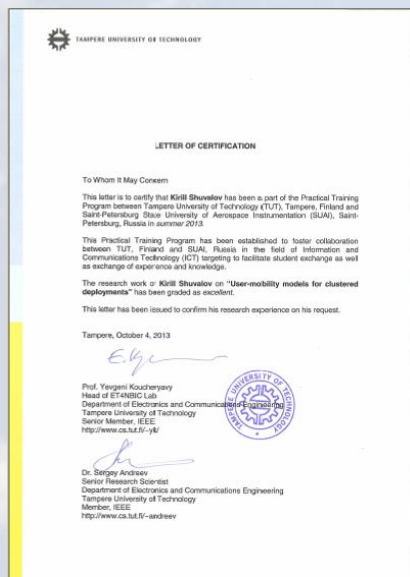 TAMPERE UNIVERSITY OF TECHNOLOGY
LETTER OF CERTIFICATION
To Whom It May Concern
This letter is to certify that Kirill Shuvalov has been a part of the Practical Training
Program between Tampere University of Technology (TUT), Tampere, Finland and
Saint-Petersburg State University of Aerospace Instrumentation (SUAI), Saint-
Petersburg, Russia in summer 2013.
This Practical Training Program has been established to foster collaboration
between TUT, Finland and SUAI, Russia in the field of Information and
Communications Technology (ICT) targeting to facilitate student exchange as well
as exchange of experience and knowledge.
The research work of Kirill Shuvalov on "User-mobility models for clustered
deployments" has been graded as excellent.
This letter has been issued to confirm his research experience on his request.
Tampere, October 4, 2013
Prof. Yevgeni Koucheryavy
Head of ET4NBIC Lab
Department of Electronics and Communications Engineering
Tampere University of Technology
Senior Member, IEEE
http://www.cs.tut.fi/~yk/
TAMPERE UNIVERSITY OF TECHNOLOGY
Dr. Sergey Andreev
Senior Research Scientist
Department of Electronics and Communications Engineering
Tampere University of Technology
Member, IEEE
http://www.cs.tut.fi/~andreev